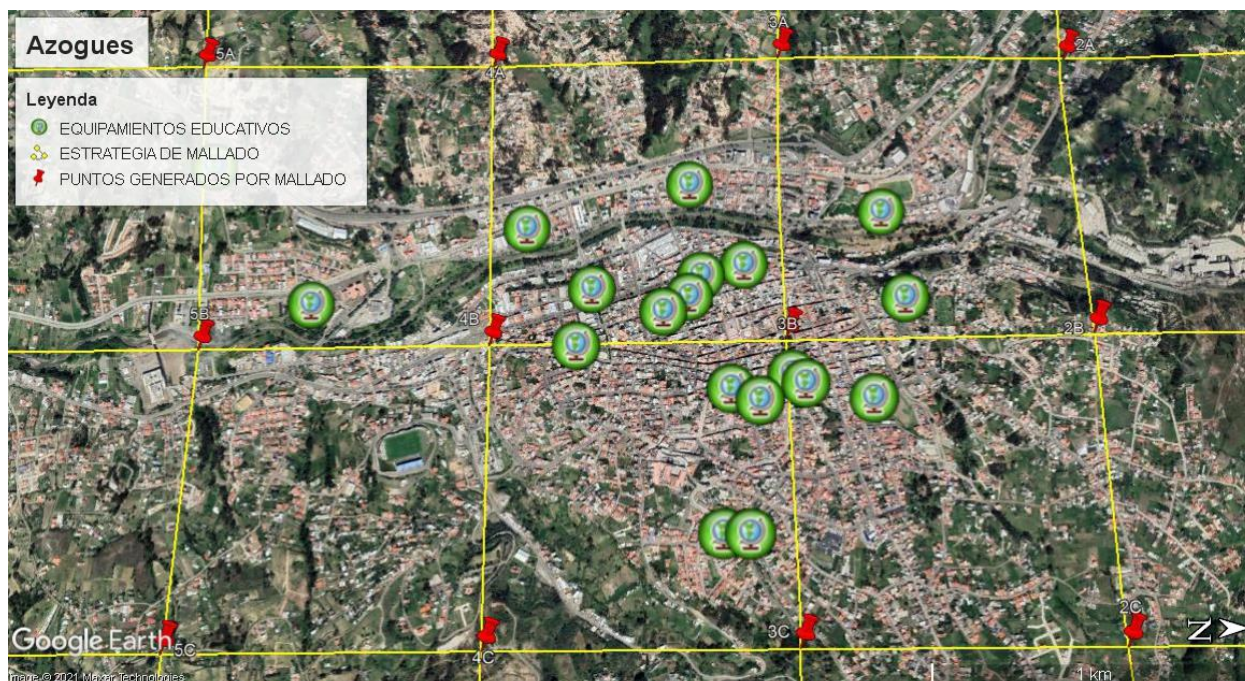 Azogues
Leyenda
EQUIPAMIENTOS EDUCATIVOS
ESTRATEGIA DE MALLADO
PUNTOS GENERADOS POR MALLADO
5A
4A
3A
2A
5B
4B
3B
2B
5C
4C
3C
2C
Google Earth
Image © 2021 Maxar Technologies
1 km
N